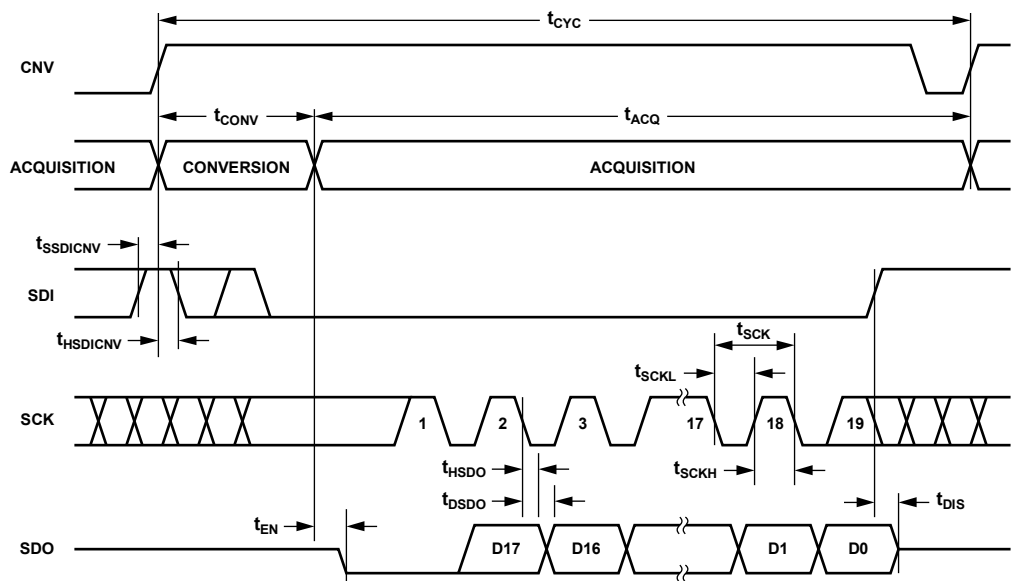 tCYC
CNV
tCONV
tACQ
ACQUISITION
CONVERSION
ACQUISITION
tSSDICNV
SDI
tHSDICNV
tSCK
tSCKL
SCK
1
2
3
17
18
19
tHSDO
tSCKH
tDSDO
tDIS
tEN
SDO
D17
D16
D1
D0